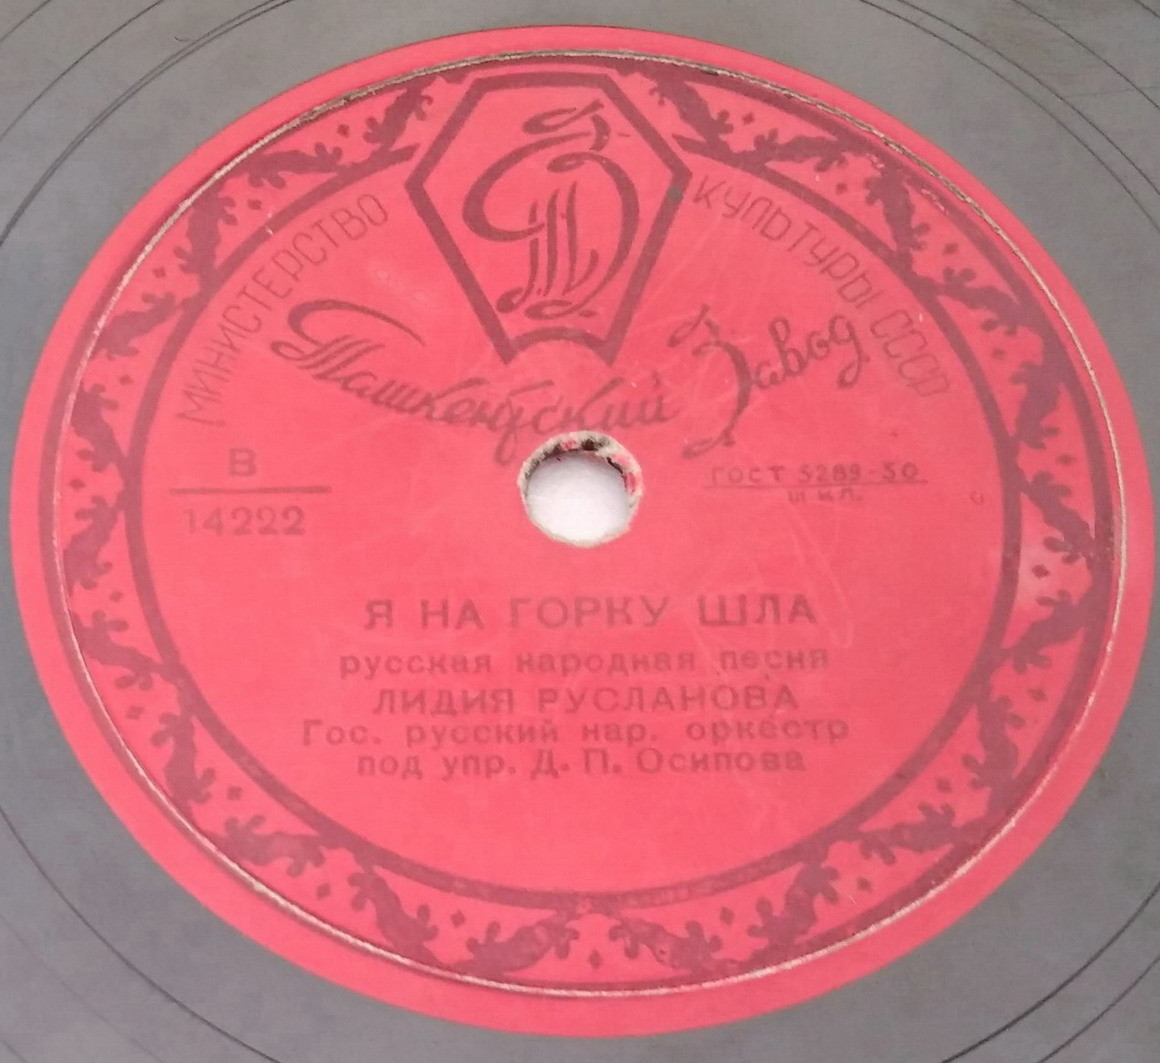 МИНИСТЕРСТВО КУЛЬТУРЫ СССР
Ташкентский Завод
В
14222
ГОСТ 5289-50
Я НА ГОРКУ ШЛА
русская народная песня
ЛИДИЯ РУСЛАНОВА
Гос. русский нар. оркестр
под упр. Д. П. Осипова